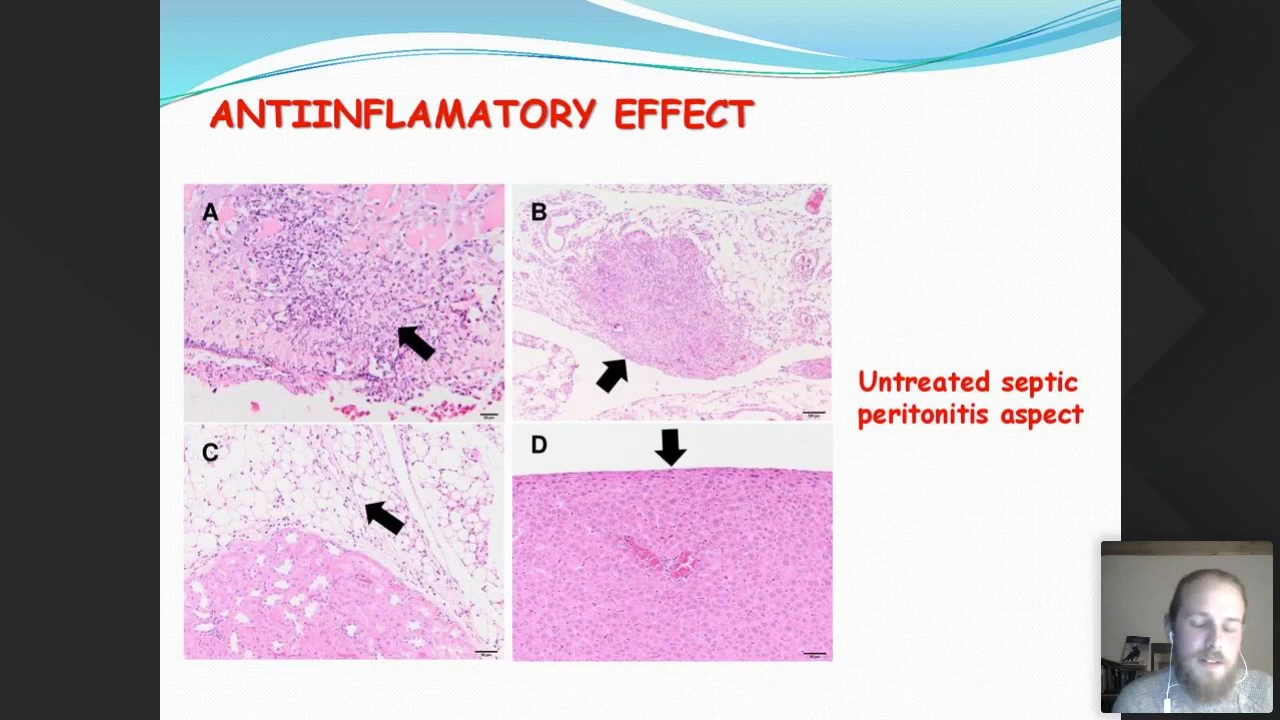 ANTIINFLAMATORY EFFECT
A
B
Untreated septic
peritonitis aspect
C
D